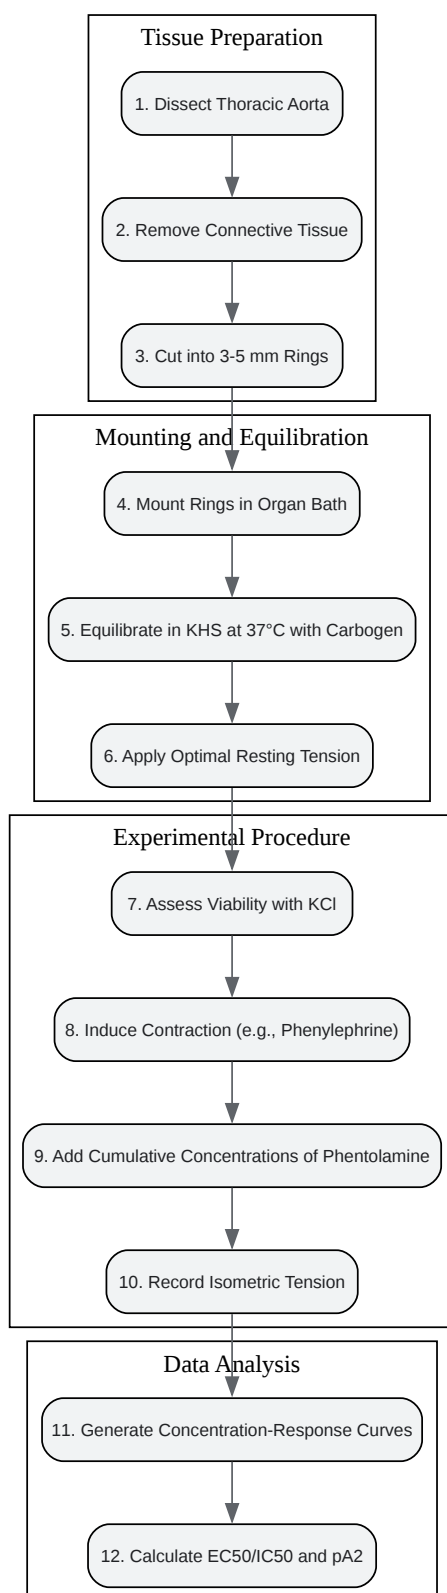 Tissue Preparation
1. Dissect Thoracic Aorta
2. Remove Connective Tissue
3. Cut into 3-5 mm Rings
Mounting and Equilibration
4. Mount Rings in Organ Bath
5. Equilibrate in KHS at 37°C with Carbogen
6. Apply Optimal Resting Tension
Experimental Procedure
7. Assess Viability with KCl
8. Induce Contraction (e.g., Phenylephrine)
9. Add Cumulative Concentrations of Phentolamine
10. Record Isometric Tension
Data Analysis
11. Generate Concentration-Response Curves
12. Calculate EC50/IC50 and pA2